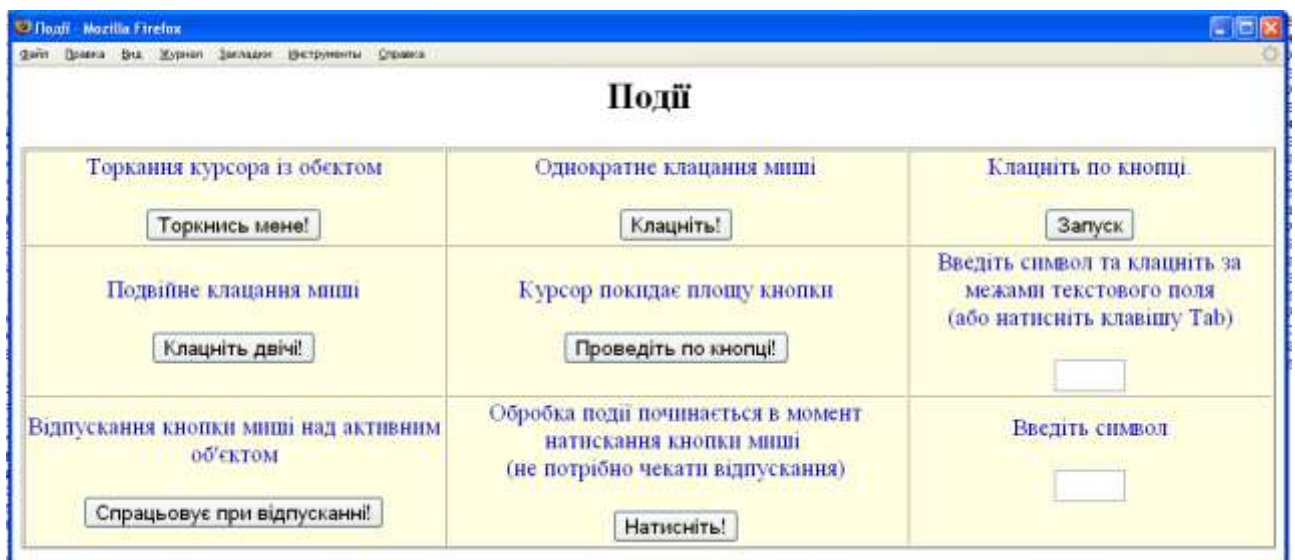 Події - Mozilla Firefox
Файл Правка Вид Журнал Закладки Инструменты Справка
Події
Торкання курсора із обєктом
Торкнись мене!
Однократне клацання миші
Клацніть!
Клацніть по кнопці
Запуск
Подвійне клацання миші
Клацніть двічі!
Курсор покидає площу кнопки
Проведіть по кнопці!
Введіть символ та клацніть за
межами текстового поля
(або натисніть клавішу Tab)
Відпускання кнопки миші над активним
об'єктом
Спрацьовує при відпусканні!
Обробка події починається в момент
натискання кнопки миші
(не потрібно чекати відпускання)
Натисніть!
Введіть символ